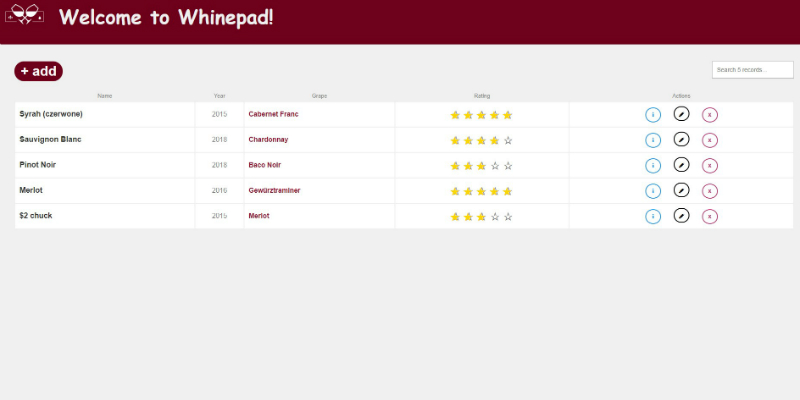 Welcome to Whinepad!
+ add
Search 5 records...
Name Year Grape Rating Actions
Syrah (czerwone) 2015 Cabernet Franc i x
Sauvignon Blanc 2018 Chardonnay i x
Pinot Noir 2018 Baco Noir i x
Merlot 2016 Gewürztraminer i x
$2 chuck 2015 Merlot i x